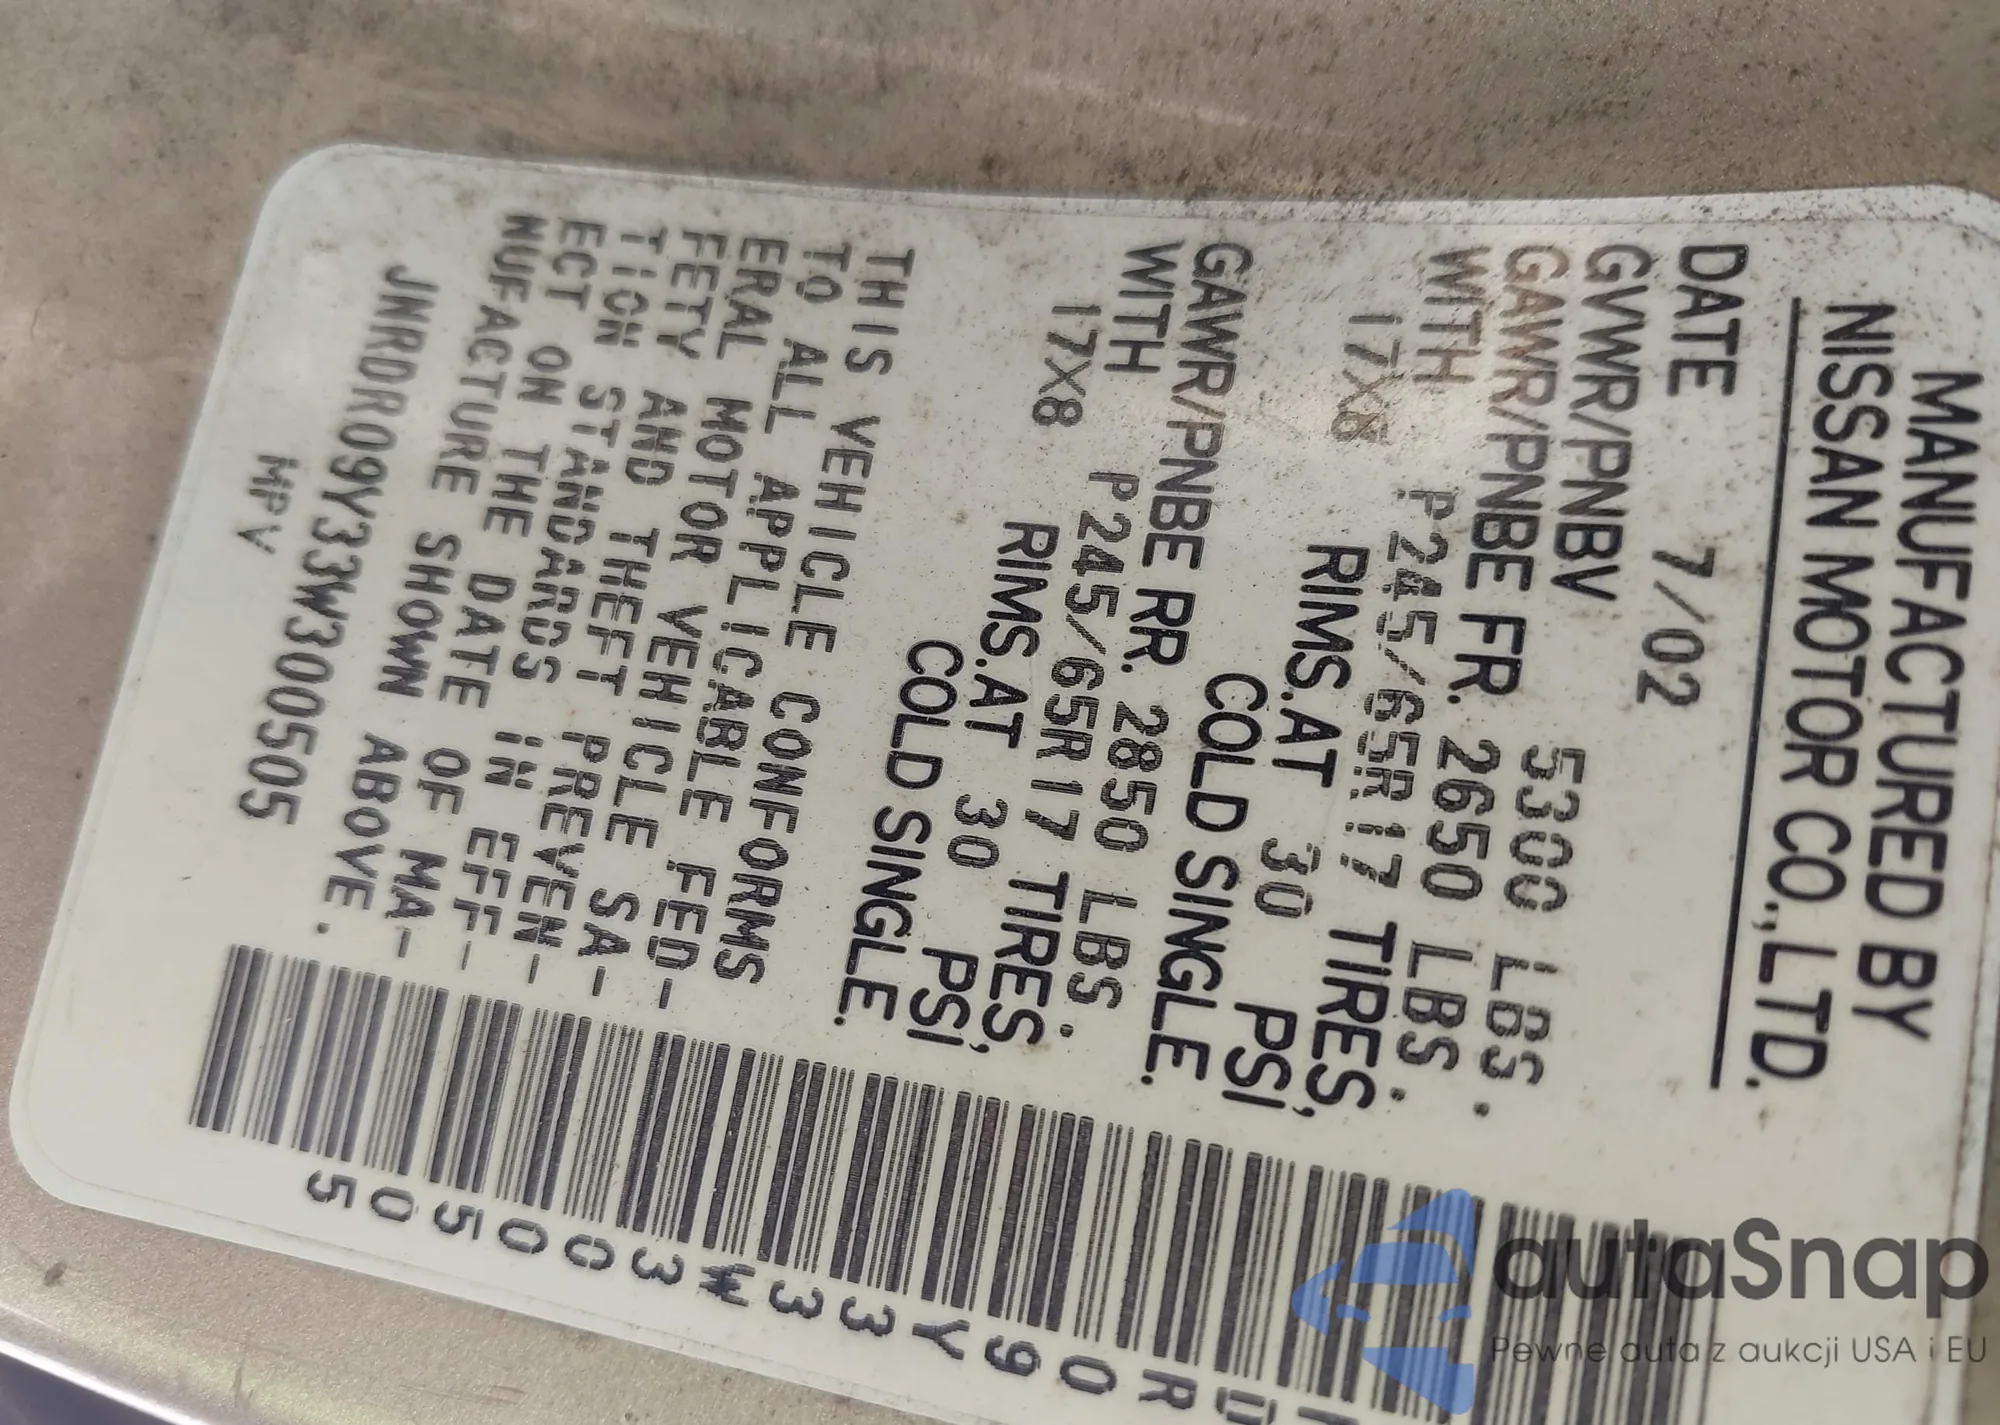 MANUFACTURED BY
NISSAN MOTOR CO.,LTD.
DATE 7/02
GVWR/PNBV 5300 LBS.
GAWR/PNBE FR. 2650 LBS.
WITH P245/65R17 TIRES,
17X8 RIMS.AT 30 PSI
COLD SINGLE.
GAWR/PNBE RR. 2850 LBS.
WITH P245/65R17 TIRES,
17X8 RIMS.AT 30 PSI
COLD SINGLE.
THIS VEHICLE CONFORMS
TO ALL APPLICABLE FED-
ERAL MOTOR VEHICLE SA-
FETY AND THEFT PREVEN-
TION STANDARDS IN EFF-
ECT ON THE DATE OF MA-
NUFACTURE SHOWN ABOVE.
JNRDR09Y33W300505
MPV
RDR09Y33W300505
autaSnap
Pewne auta z aukcji USA i EU